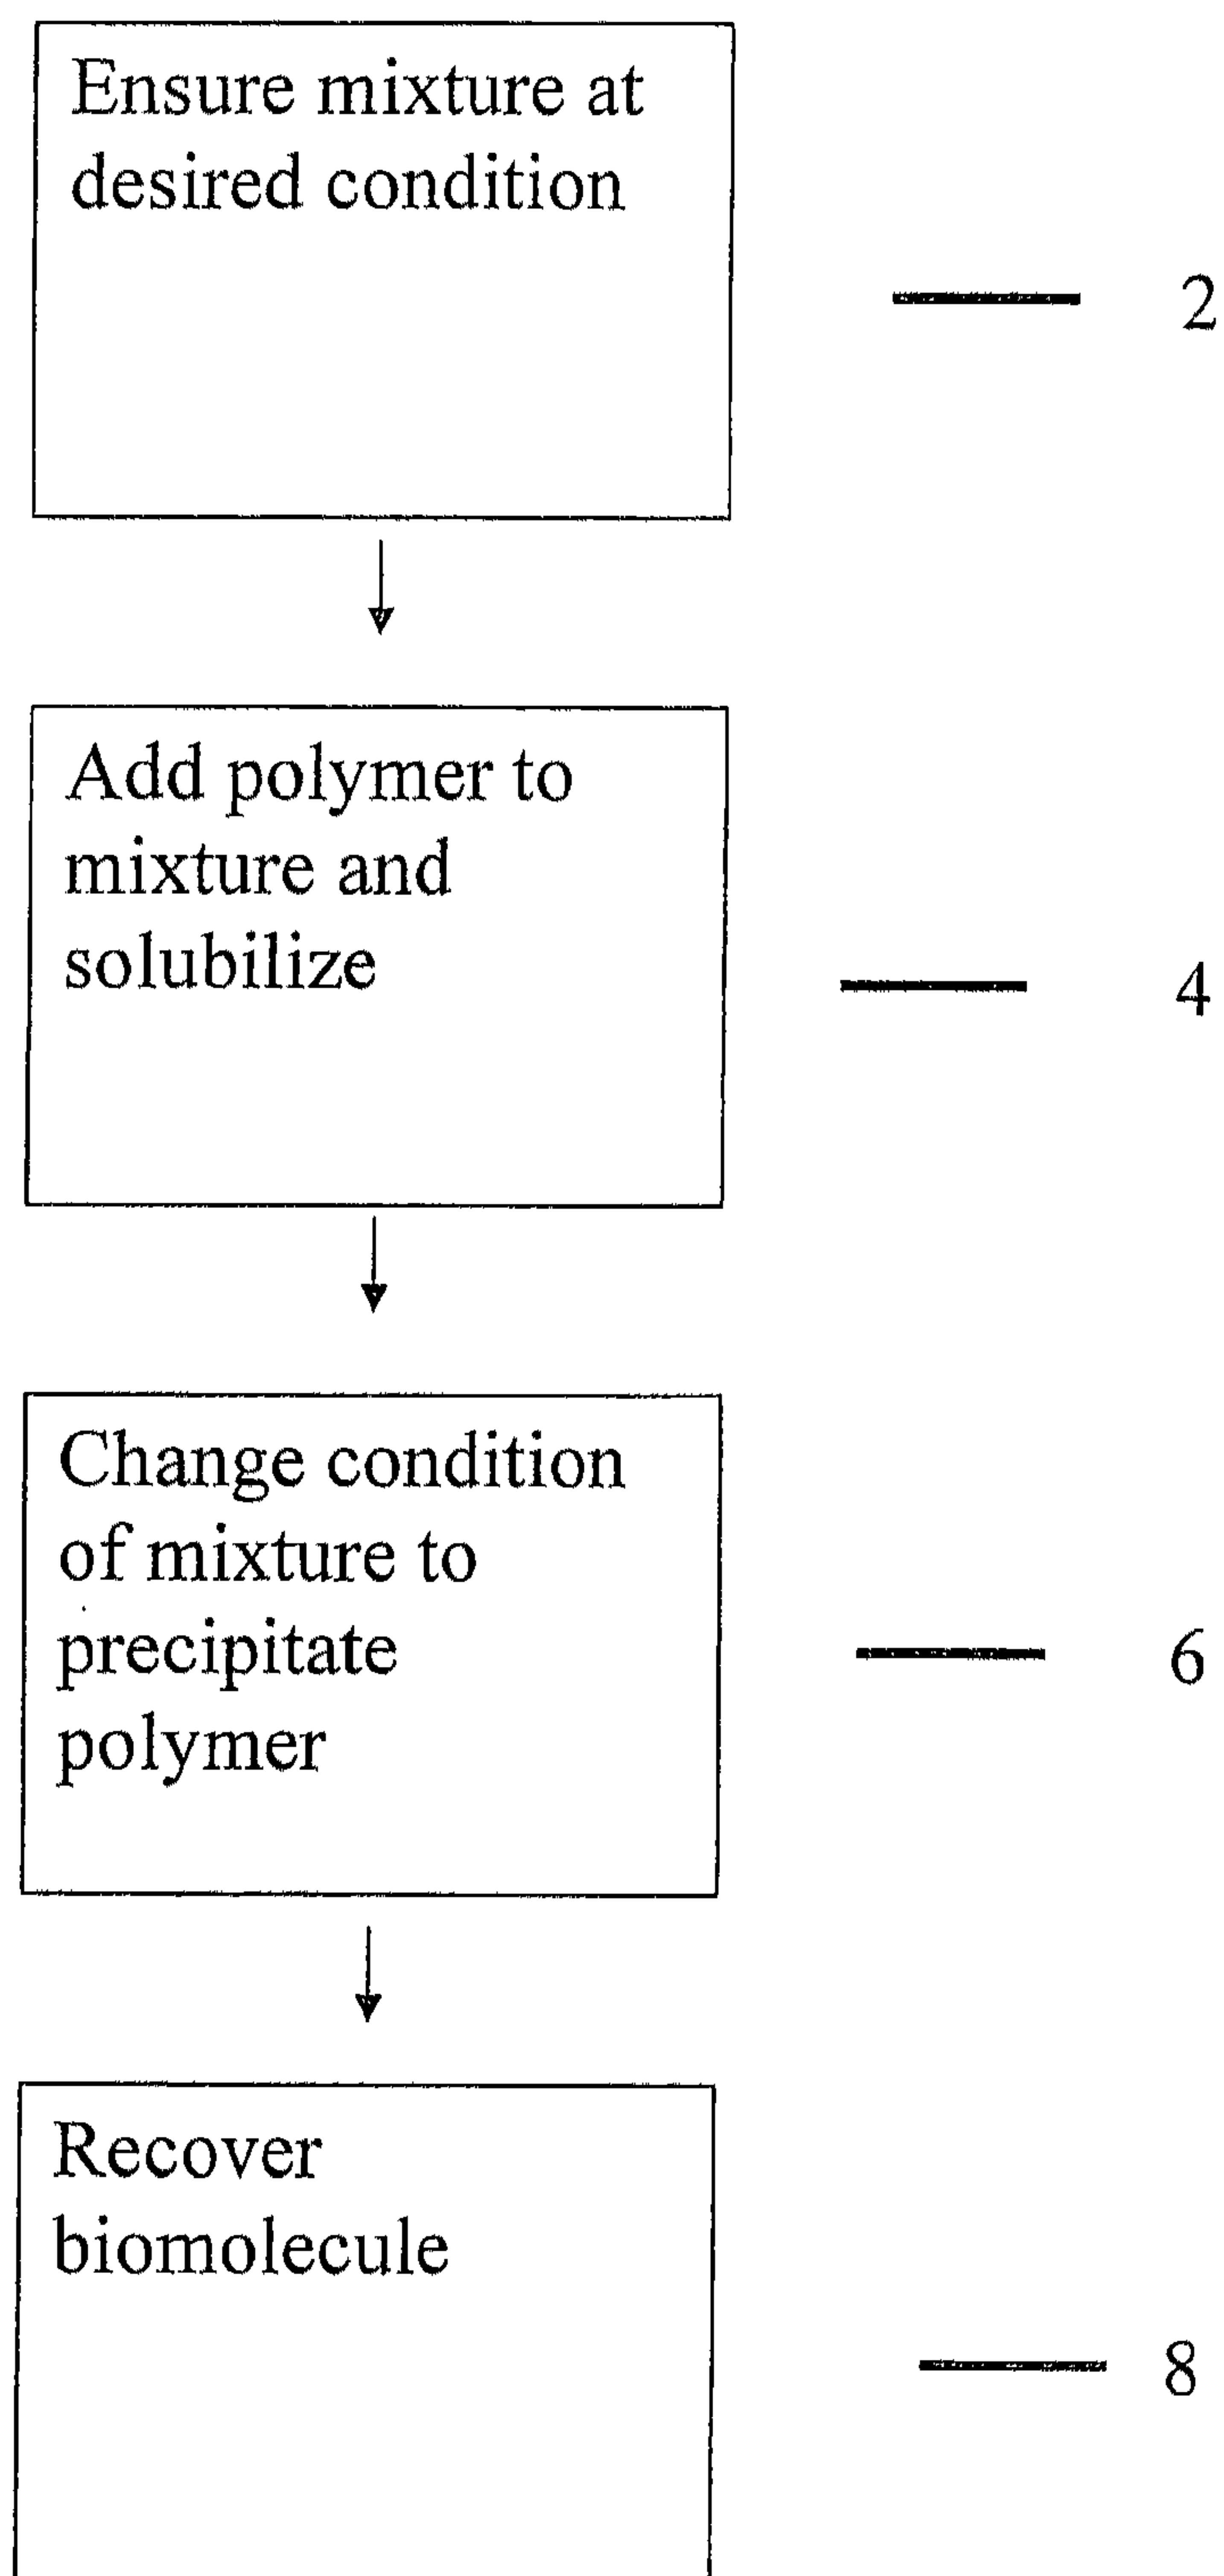 Ensure mixture at
desired condition
2
Add polymer to
mixture and
solubilize
4
Change condition
of mixture to
precipitate
polymer
6
Recover
biomolecule
8